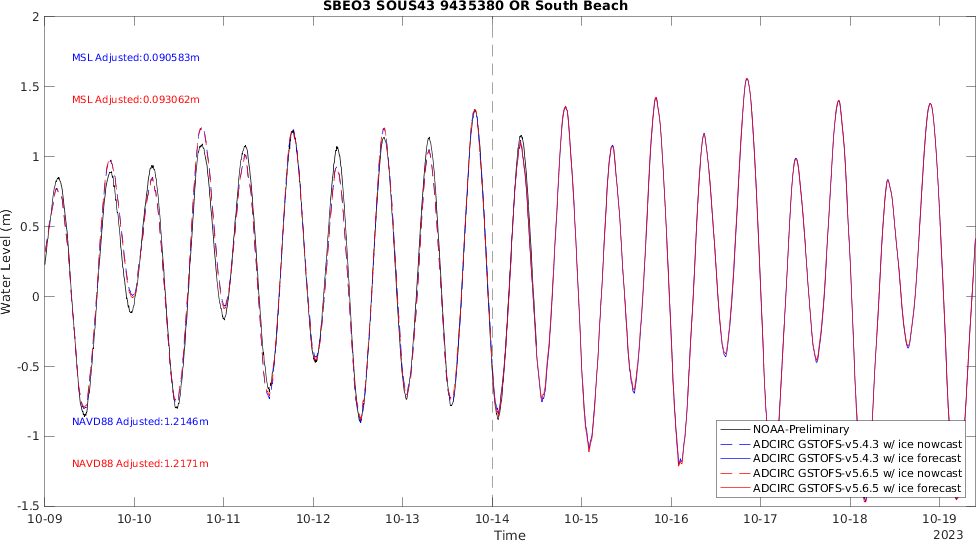 SBEO3 SOUS43 9435380 OR South Beach
2
1.5
1
0.5
0
-0.5
-1
-1.5
Water Level (m)
MSL Adjusted:0.090583m
MSL Adjusted:0.093062m
NAVD88 Adjusted:1.2146m
NAVD88 Adjusted:1.2171m
NOAA-Preliminary
ADCIRC GSTOFS-v5.4.3 w/ ice nowcast
ADCIRC GSTOFS-v5.4.3 w/ ice forecast
ADCIRC GSTOFS-v5.6.5 w/ ice nowcast
ADCIRC GSTOFS-v5.6.5 w/ ice forecast
10-09 10-10 10-11 10-12 10-13 10-14 10-15 10-16 10-17 10-18 10-19
2023
Time